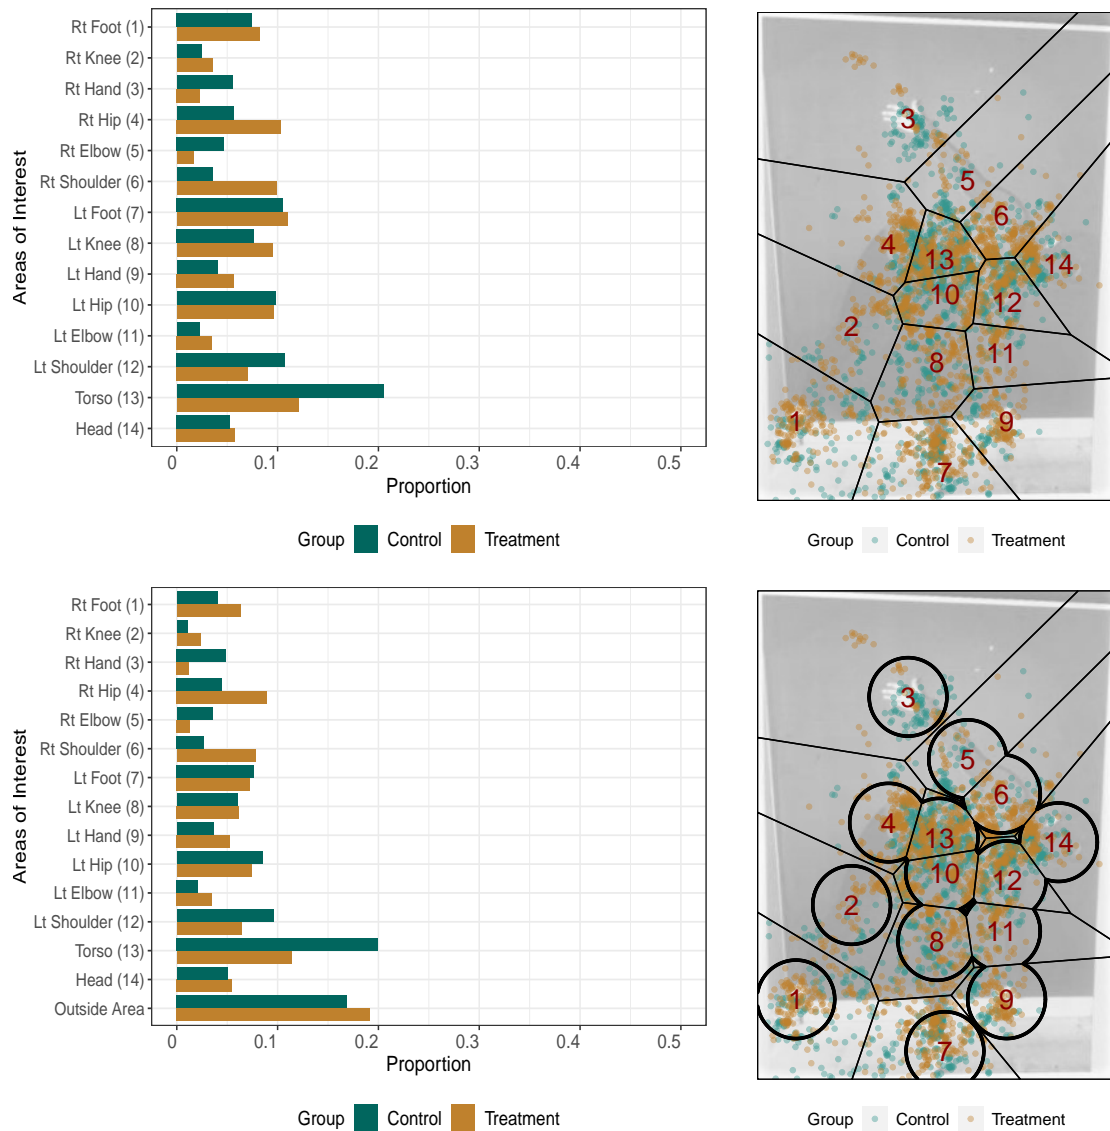 Areas of Interest
Rt Foot (1)
Rt Knee (2)
Rt Hand (3)
Rt Hip (4)
Rt Elbow (5)
Rt Shoulder (6)
Lt Foot (7)
Lt Knee (8)
Lt Hand (9)
Lt Hip (10)
Lt Elbow (11)
Lt Shoulder (12)
Torso (13)
Head (14)
0 0.1 0.2 0.3 0.4 0.5
Proportion
Group Control Treatment
3
5
6
4 13 14
10 12
2
11
8
1 9
7
Group Control Treatment
Areas of Interest
Rt Foot (1)
Rt Knee (2)
Rt Hand (3)
Rt Hip (4)
Rt Elbow (5)
Rt Shoulder (6)
Lt Foot (7)
Lt Knee (8)
Lt Hand (9)
Lt Hip (10)
Lt Elbow (11)
Lt Shoulder (12)
Torso (13)
Head (14)
Outside Area
0 0.1 0.2 0.3 0.4 0.5
Proportion
Group Control Treatment
3
5
6
4 13 14
10 12
2
11
8
1 9
7
Group Control Treatment